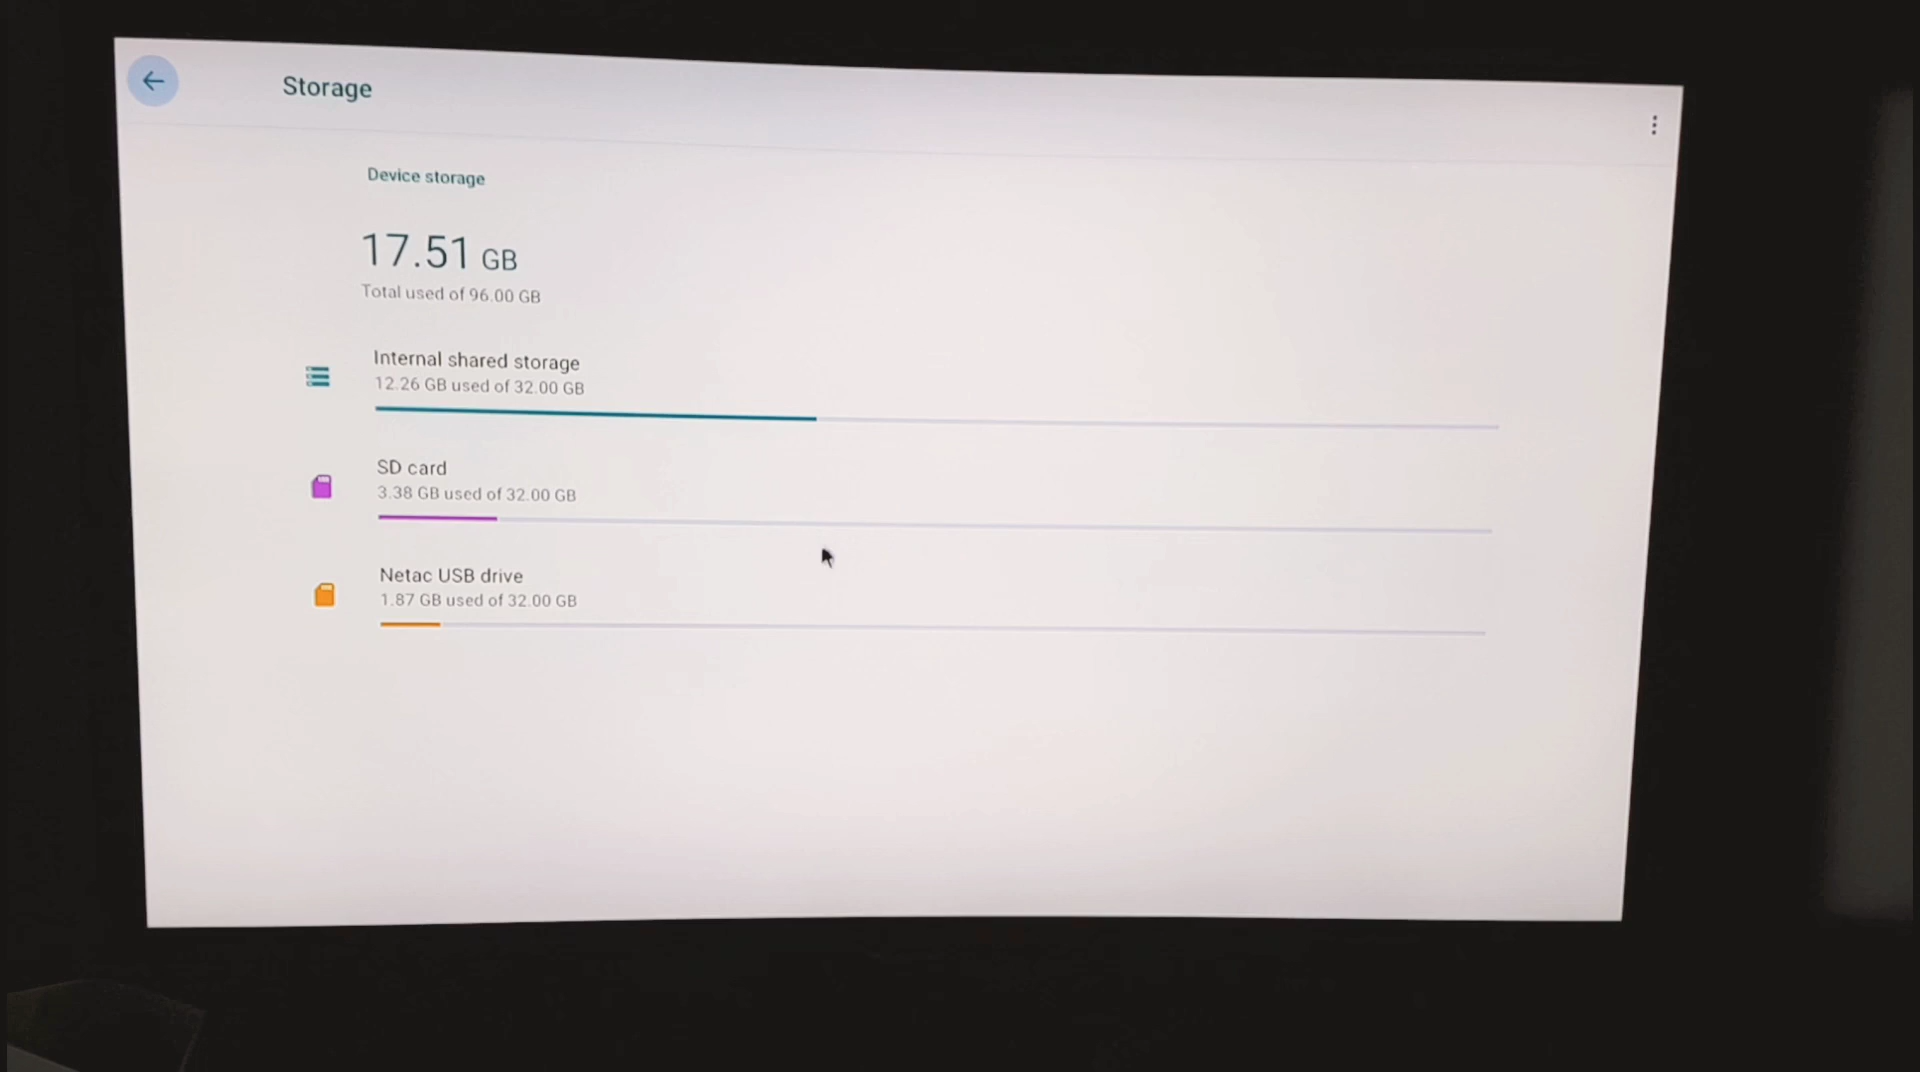 Storage
Device storage
17.51 GB
Total used of 96.00 GB
Internal shared storage
12.26 GB used of 32.00 GB
SD card
3.38 GB used of 32.00 GB
Netac USB drive
1.87 GB used of 32.00 GB